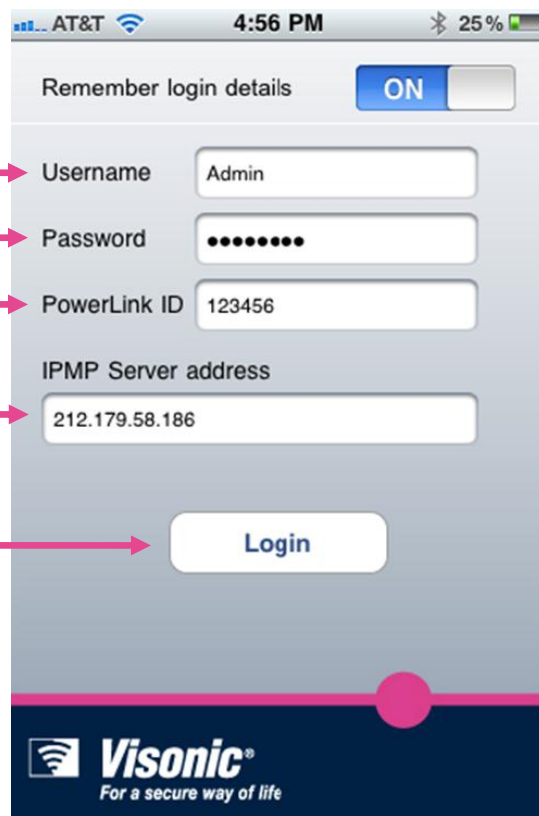 AT&T 4:56 PM 25%
Remember login details ON
Username Admin
Password ••••••••
PowerLink ID 123456
IPMP Server address
212.179.58.186
Login
Visonic®
For a secure way of life